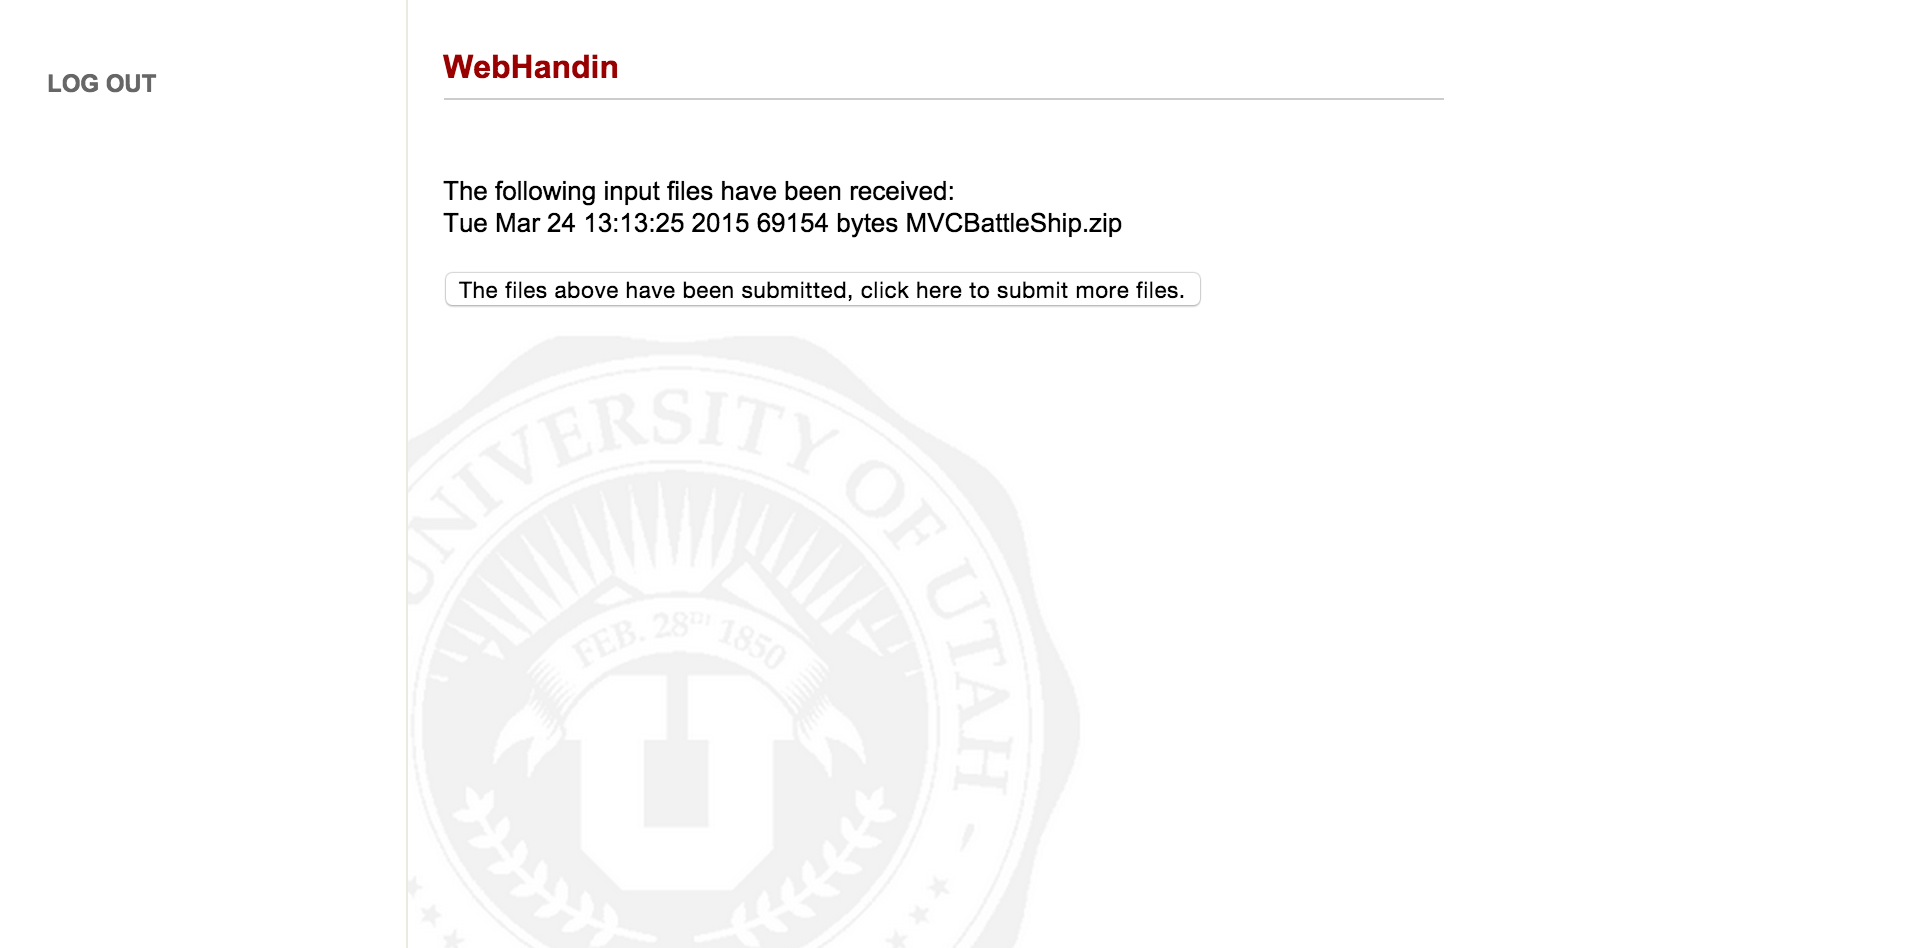 LOG OUT
WebHandin
The following input files have been received:
Tue Mar 24 13:13:25 2015 69154 bytes MVCBattleShip.zip
The files above have been submitted, click here to submit more files.
UNIVERSITY OF UTAH -
FEB. 28TH 1850
U